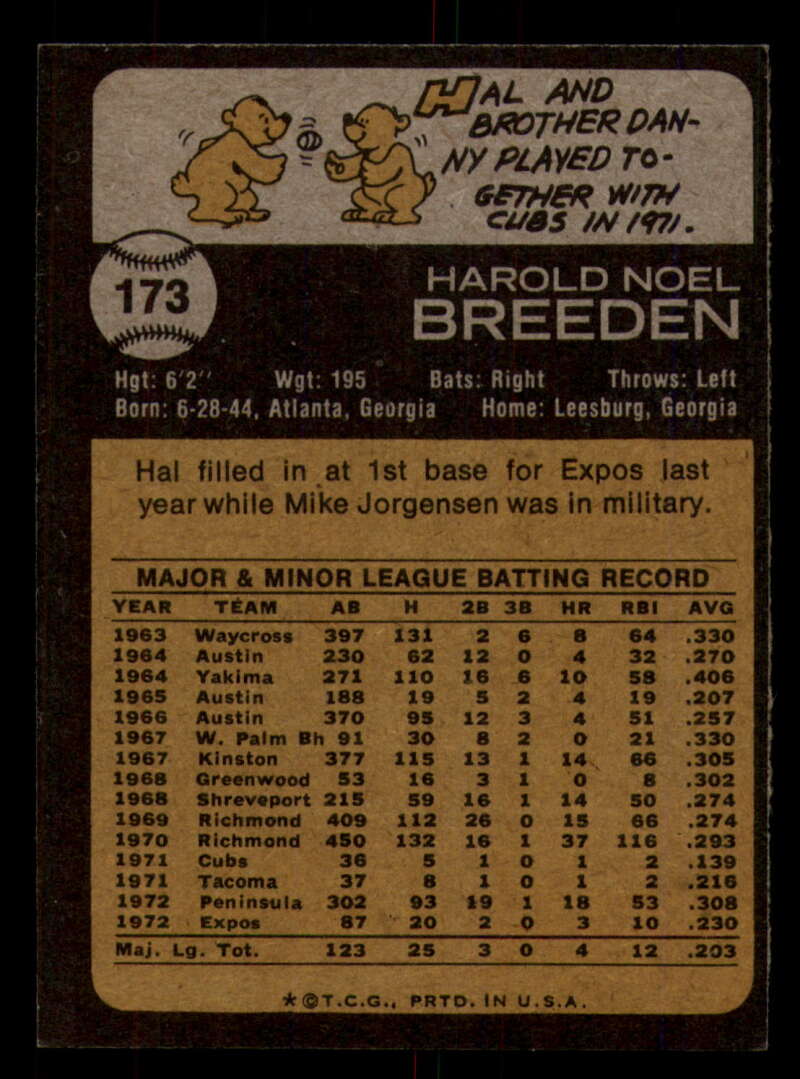 HAL AND
BROTHER DAN-
NY PLAYED TO-
GETHER WITH
CUBS IN 1971.
173
HAROLD NOEL
BREEDEN
Hgt: 6'2" Wgt: 195 Bats: Right Throws: Left
Born: 6-28-44, Atlanta, Georgia Home: Leesburg, Georgia
Hal filled in at 1st base for Expos last
year while Mike Jorgensen was in military.
MAJOR & MINOR LEAGUE BATTING RECORD
YEAR TEAM AB H 2B 3B HR RBI AVG
1963 Waycross 397 131 2 6 8 64 .330
1964 Austin 230 62 12 0 4 32 .270
1964 Yakima 271 110 16 6 10 58 .406
1965 Austin 188 19 5 2 4 19 .207
1966 Austin 370 95 12 3 4 51 .257
1967 W. Palm Bh 91 30 8 2 0 21 .330
1967 Kinston 377 115 13 1 14 66 .305
1968 Greenwood 53 16 3 1 0 8 .302
1968 Shreveport 215 59 16 1 14 50 .274
1969 Richmond 409 112 26 0 15 66 .274
1970 Richmond 450 132 16 1 37 116 .293
1971 Cubs 36 5 1 0 1 2 .139
1971 Tacoma 37 8 1 0 1 2 .216
1972 Peninsula 302 93 19 1 18 53 .308
1972 Expos 87 20 2 0 3 10 .230
Maj. Lg. Tot. 123 25 3 0 4 12 .203
★©T.C.G., PRTD. IN U.S.A.